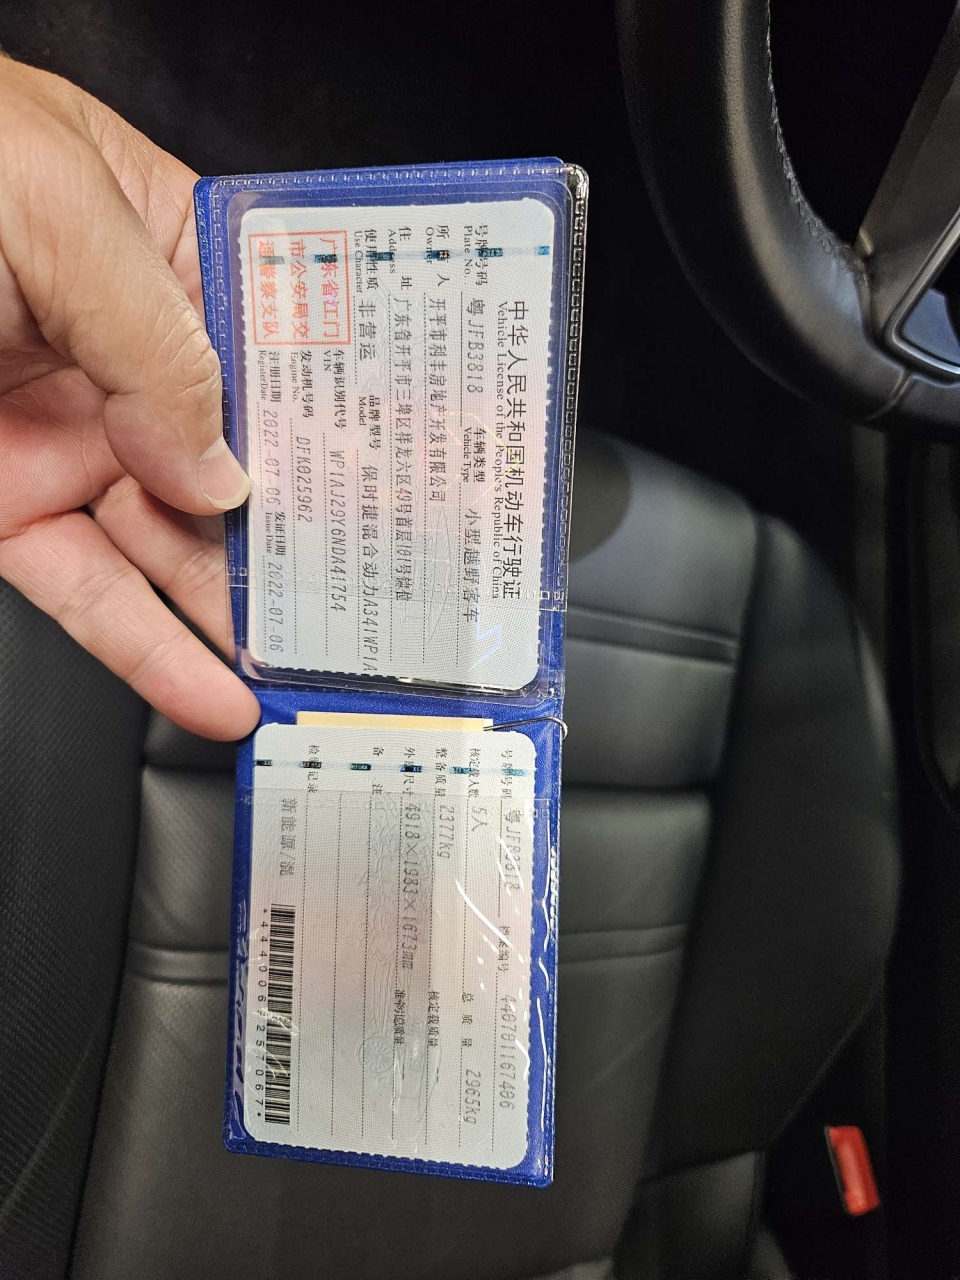 中华人民共和国机动车行驶证
Vehicle License of the People's Republic of China
号牌号码 粤JFB3818 车辆类型 小型越野客车
Plate No. Vehicle Type
所有人 开平市科丰房地产开发有限公司
Owner
住址 广东省开平市三埠区祥龙六区49号首层101号铺位
Address
使用性质 非营运 品牌型号 保时捷混合动力A341WP1A
Use Character Model
广东省江门
市公安局交
通警察支队
车辆识别代号 WP1AJ29Y6NDA41754
VIN
发动机号码 DFK025962
Engine No.
注册日期 2022-07-06 发证日期 2022-07-06
Register Date Issue Date
号牌号码 粤JFB3818 档案编号 440701167406
核定载人数 5人 总质量 2965kg
整备质量 2377kg 核定载质量 --
外廓尺寸 4918×1983×1673mm 准牵引总质量 --
备注
检验记录
新能源/混
*4440066257067*